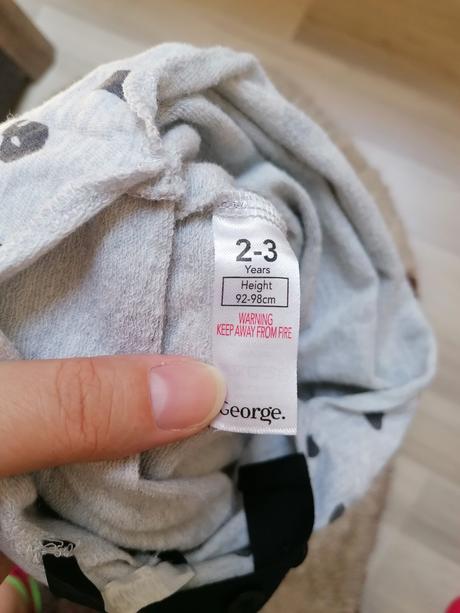 2-3
Years
Height
92-98cm
WARNING
KEEP AWAY FROM FIRE
George.